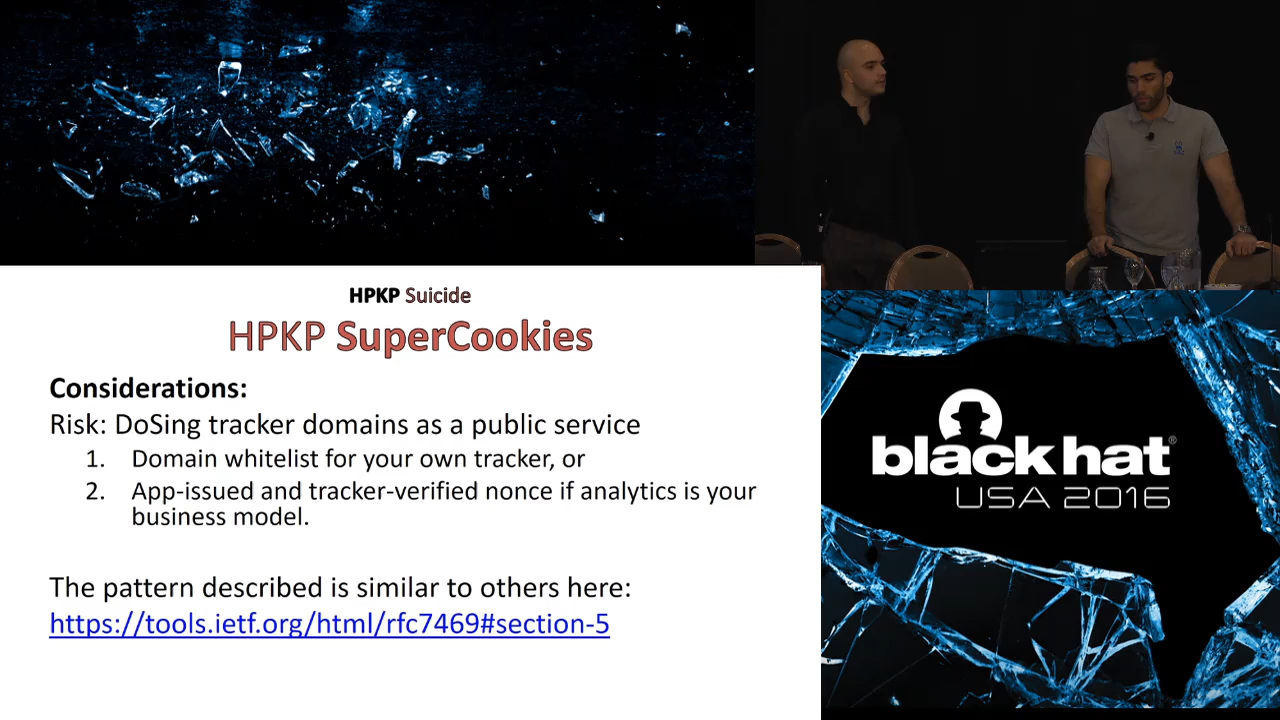 HPKP Suicide
HPKP SuperCookies
Considerations:
Risk: DoSing tracker domains as a public service
1. Domain whitelist for your own tracker, or
2. App-issued and tracker-verified nonce if analytics is your
business model.
The pattern described is similar to others here:
https://tools.ietf.org/html/rfc7469#section-5
black hat®
USA 2016